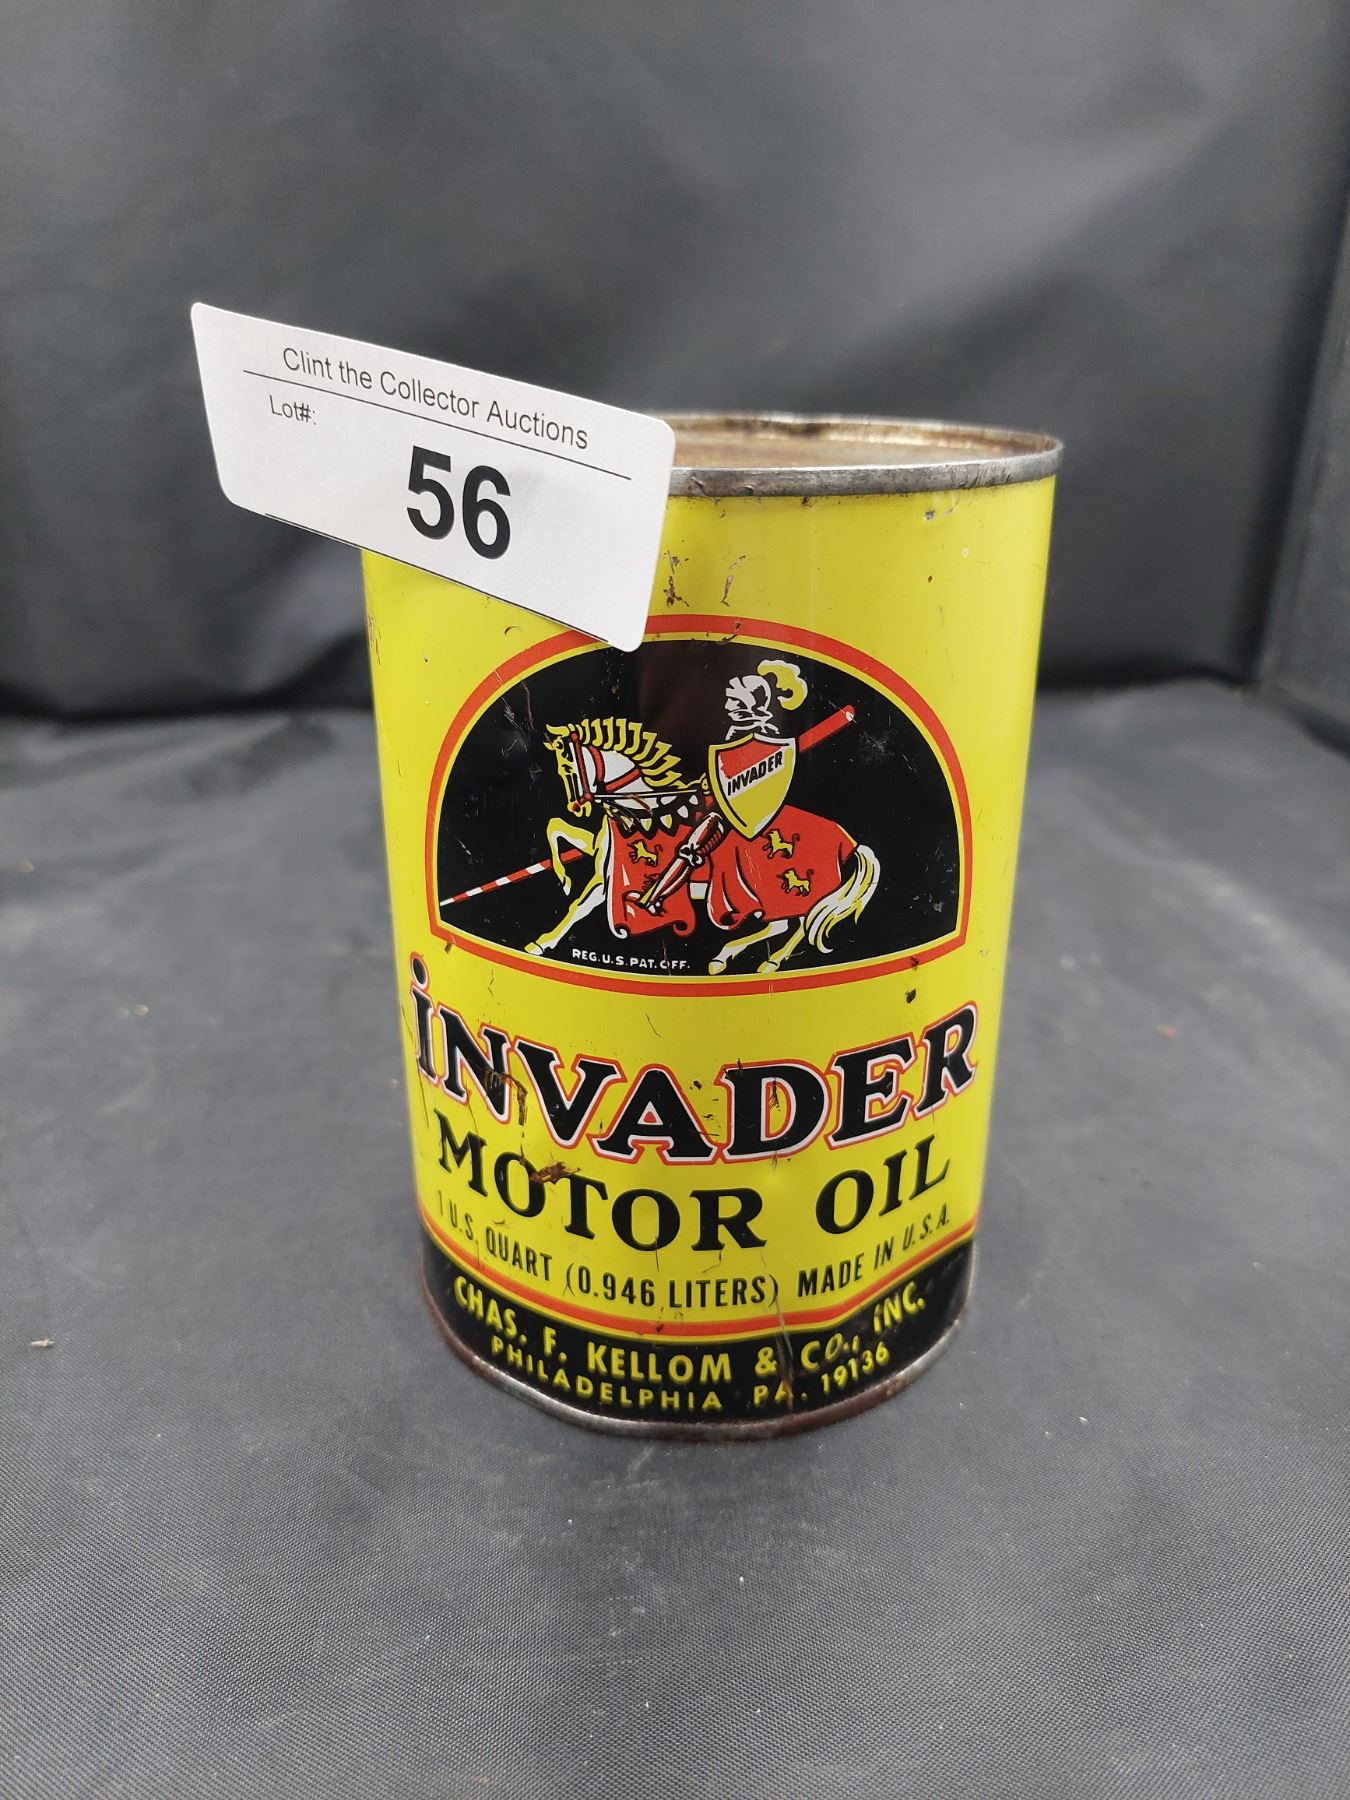 Clint the Collector Auctions
Lot#:
56
INVADER
REG. U.S. PAT. OFF.
iNVADER
MOTOR OIL
1 U.S. QUART (0.946 LITERS) MADE IN U.S.A.
CHAS. F. KELLOM & CO., INC.
PHILADELPHIA PA. 19136